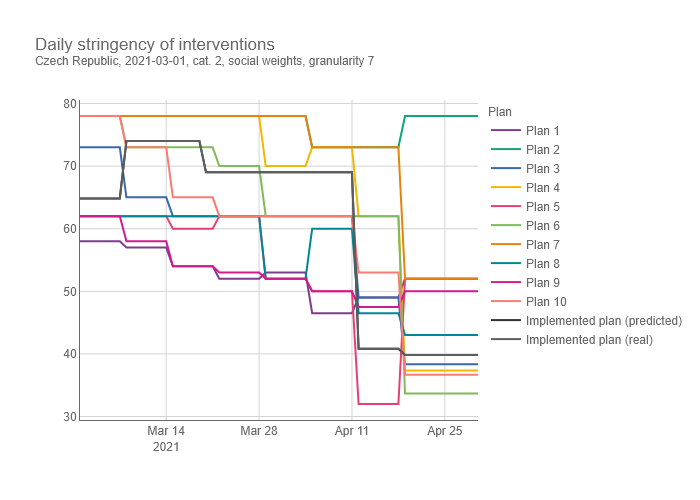 Daily stringency of interventions
Czech Republic, 2021-03-01, cat. 2, social weights, granularity 7
80
70
60
50
40
30
Mar 14
2021
Mar 28
Apr 11
Apr 25
Plan
Plan 1
Plan 2
Plan 3
Plan 4
Plan 5
Plan 6
Plan 7
Plan 8
Plan 9
Plan 10
Implemented plan (predicted)
Implemented plan (real)